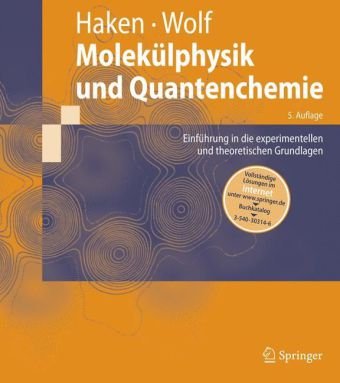 Haken · Wolf
Molekülphysik
und Quantenchemie
5. Auflage
Einführung in die experimentellen
und theoretischen Grundlagen
Vollständige
Lösungen im
Internet
unter www.springer.de
Buchkatalog
3-540-30314-6
Springer